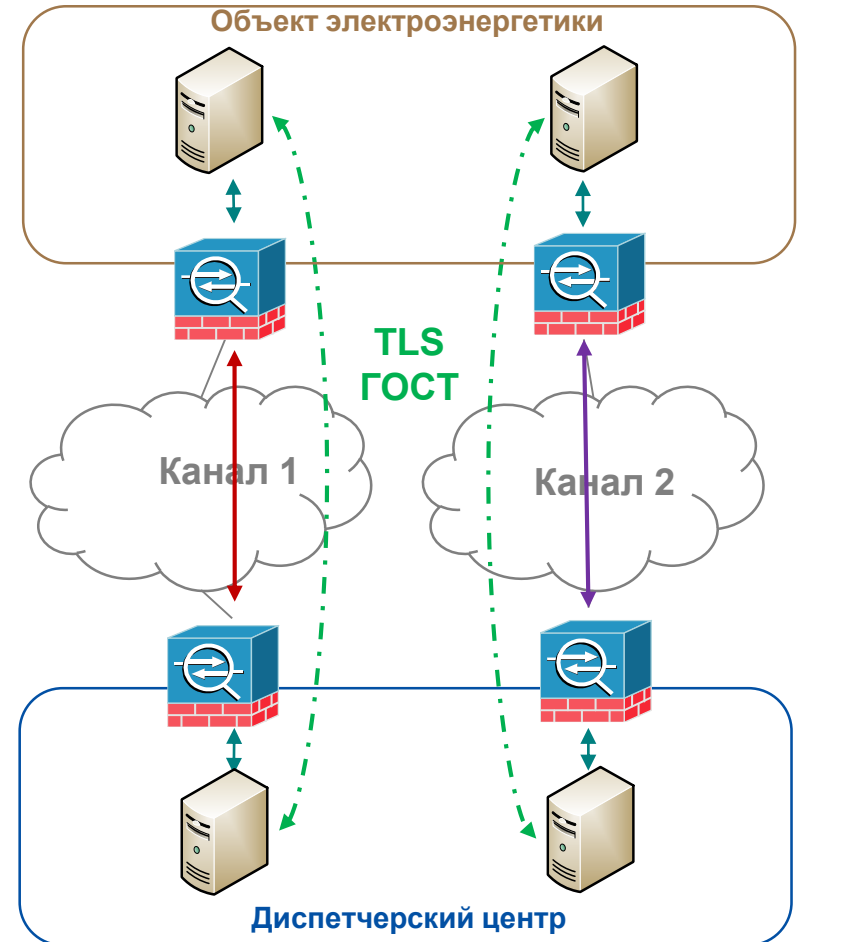 Объект электроэнергетики
TLS
ГОСТ
Канал 1
Канал 2
Диспетчерский центр